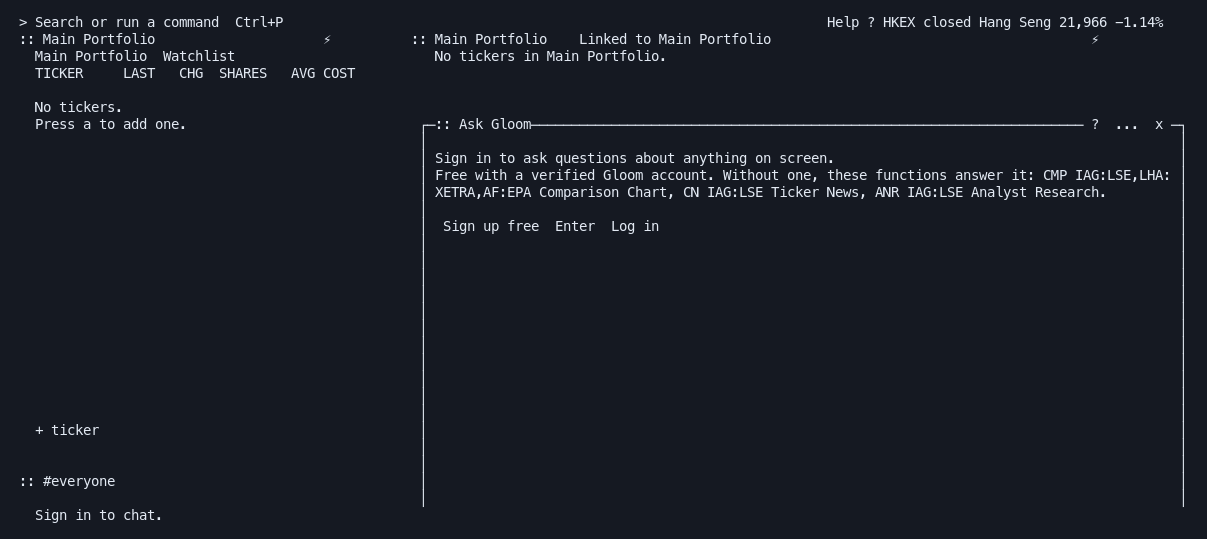 > Search or run a command  Ctrl+P    Help ? HKEX closed Hang Seng 21,966 −1.14%
:: Main Portfolio    ⚡    :: Main Portfolio    Linked to Main Portfolio    ⚡
Main Portfolio  Watchlist    No tickers in Main Portfolio.
TICKER    LAST    CHG    SHARES    AVG COST
No tickers.
Press a to add one.    :: Ask Gloom    ?  ...  x
Sign in to ask questions about anything on screen.
Free with a verified Gloom account. Without one, these functions answer it: CMP IAG:LSE,LHA:
XETRA,AF:EPA Comparison Chart, CN IAG:LSE Ticker News, ANR IAG:LSE Analyst Research.
Sign up free  Enter  Log in
+ ticker
:: #everyone
Sign in to chat.